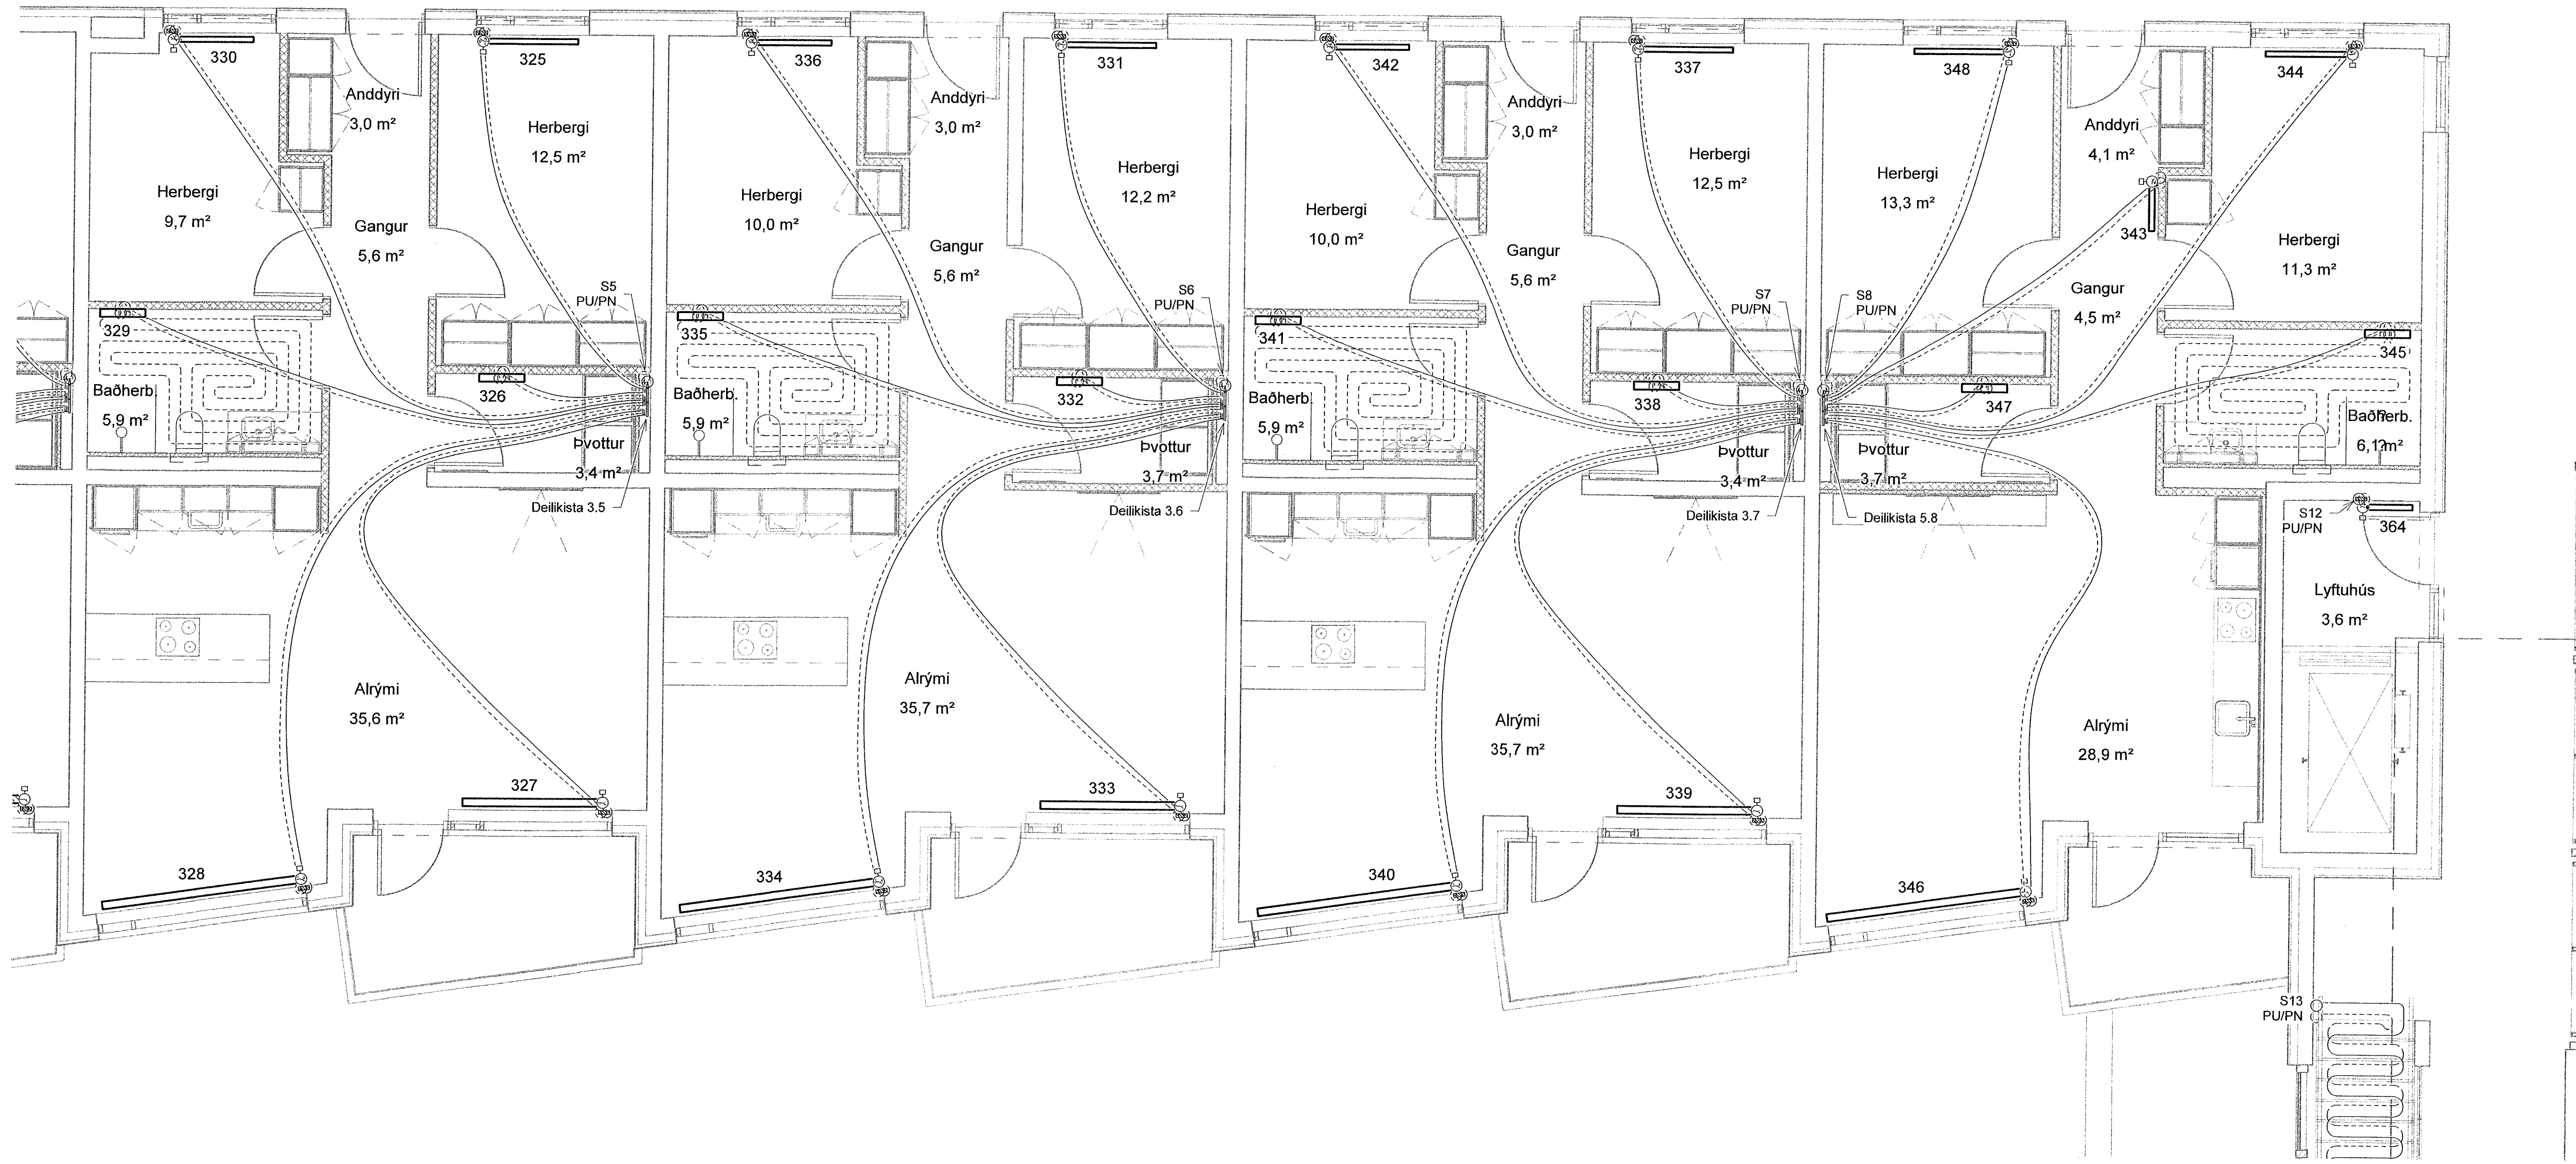 330
325
336
331
342
337
348
344
Anddyri
3,0 m²
Herbergi
12,5 m²
Anddyri
3,0 m²
Herbergi
12,2 m²
Anddyri
3,0 m²
Herbergi
12,5 m²
Herbergi
13,3 m²
Anddyri
4,1 m²
343
Herbergi
9,7 m²
Gangur
5,6 m²
Herbergi
10,0 m²
Gangur
5,6 m²
Herbergi
10,0 m²
Gangur
5,6 m²
Gangur
4,5 m²
Herbergi
11,3 m²
S5
PU/PN
S6
PU/PN
S7
PU/PN
S8
PU/PN
329
335
341
345
326
332
338
347
Baðherb.
5,9 m²
Baðherb.
5,9 m²
Baðherb.
5,9 m²
Baðherb.
6,1 m²
Þvottur
3,4 m²
Þvottur
3,7 m²
Þvottur
3,4 m²
Þvottur
3,7 m²
Deilikista 3.5
Deilikista 3.6
Deilikista 3.7
Deilikista 5.8
S12
PU/PN
364
Lyftuhús
3,6 m²
Alrými
35,6 m²
Alrými
35,7 m²
Alrými
35,7 m²
Alrými
28,9 m²
327
333
339
328
334
340
346
S13
PU/PN